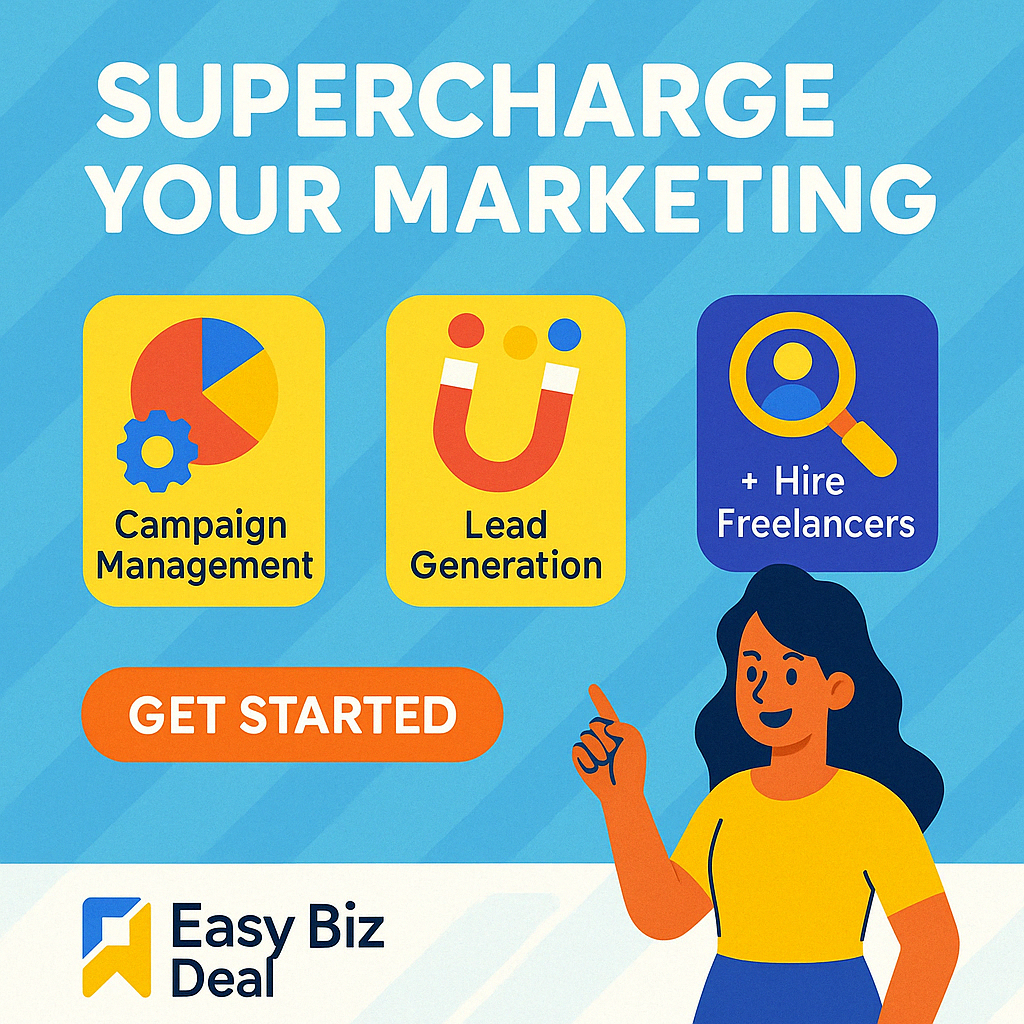 SUPERCHARGE
YOUR MARKETING
Campaign
Management
Lead
Generation
+ Hire
Freelancers
GET STARTED
Easy Biz
Deal